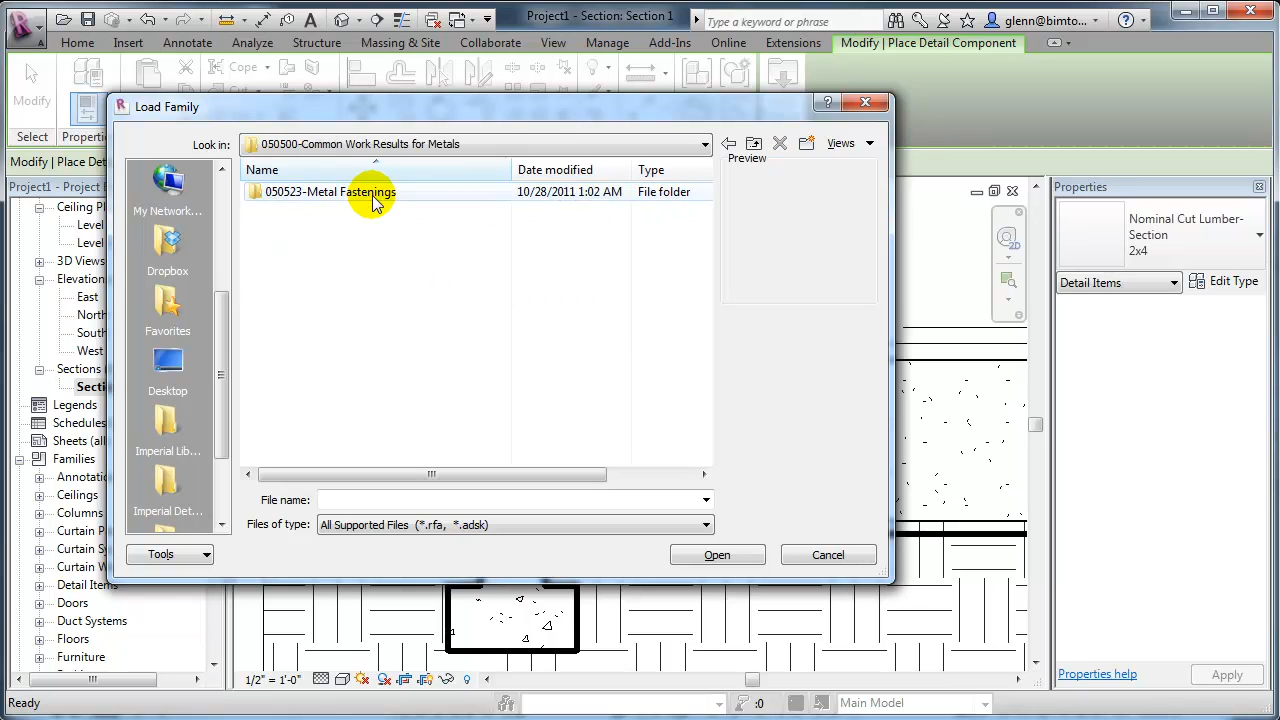 Project1 - Section: Section 1
Type a keyword or phrase
glenn@bimto...
Home
Insert
Annotate
Analyze
Structure
Massing & Site
Collaborate
View
Manage
Add-Ins
Online
Extensions
Modify | Place Detail Component
Modify
Cope
Select
Properti
Modify | Place Det
Load Family
Look in:
050500-Common Work Results for Metals
Views
Name
Date modified
Type
Preview
050523-Metal Fastenings
10/28/2011 1:02 AM
File folder
My Network...
Dropbox
Favorites
Desktop
Imperial Lib...
Imperial Det...
File name:
Files of type:
All Supported Files (*.rfa, *.adsk)
Tools
Open
Cancel
Project1 - Project
Ceiling Pl
Level
Level
3D Views
Elevation
East
North
South
West
Sections (
Secti
Legends
Schedules
Sheets (all
Families
Annotatio
Ceilings
Columns
Curtain P
Curtain Sy
Curtain W
Detail Items
Doors
Duct Systems
Floors
Furniture
Properties
Nominal Cut Lumber-
Section
2x4
Detail Items
Edit Type
2D
Properties help
Apply
1/2" = 1'-0"
Ready
:0
Main Model